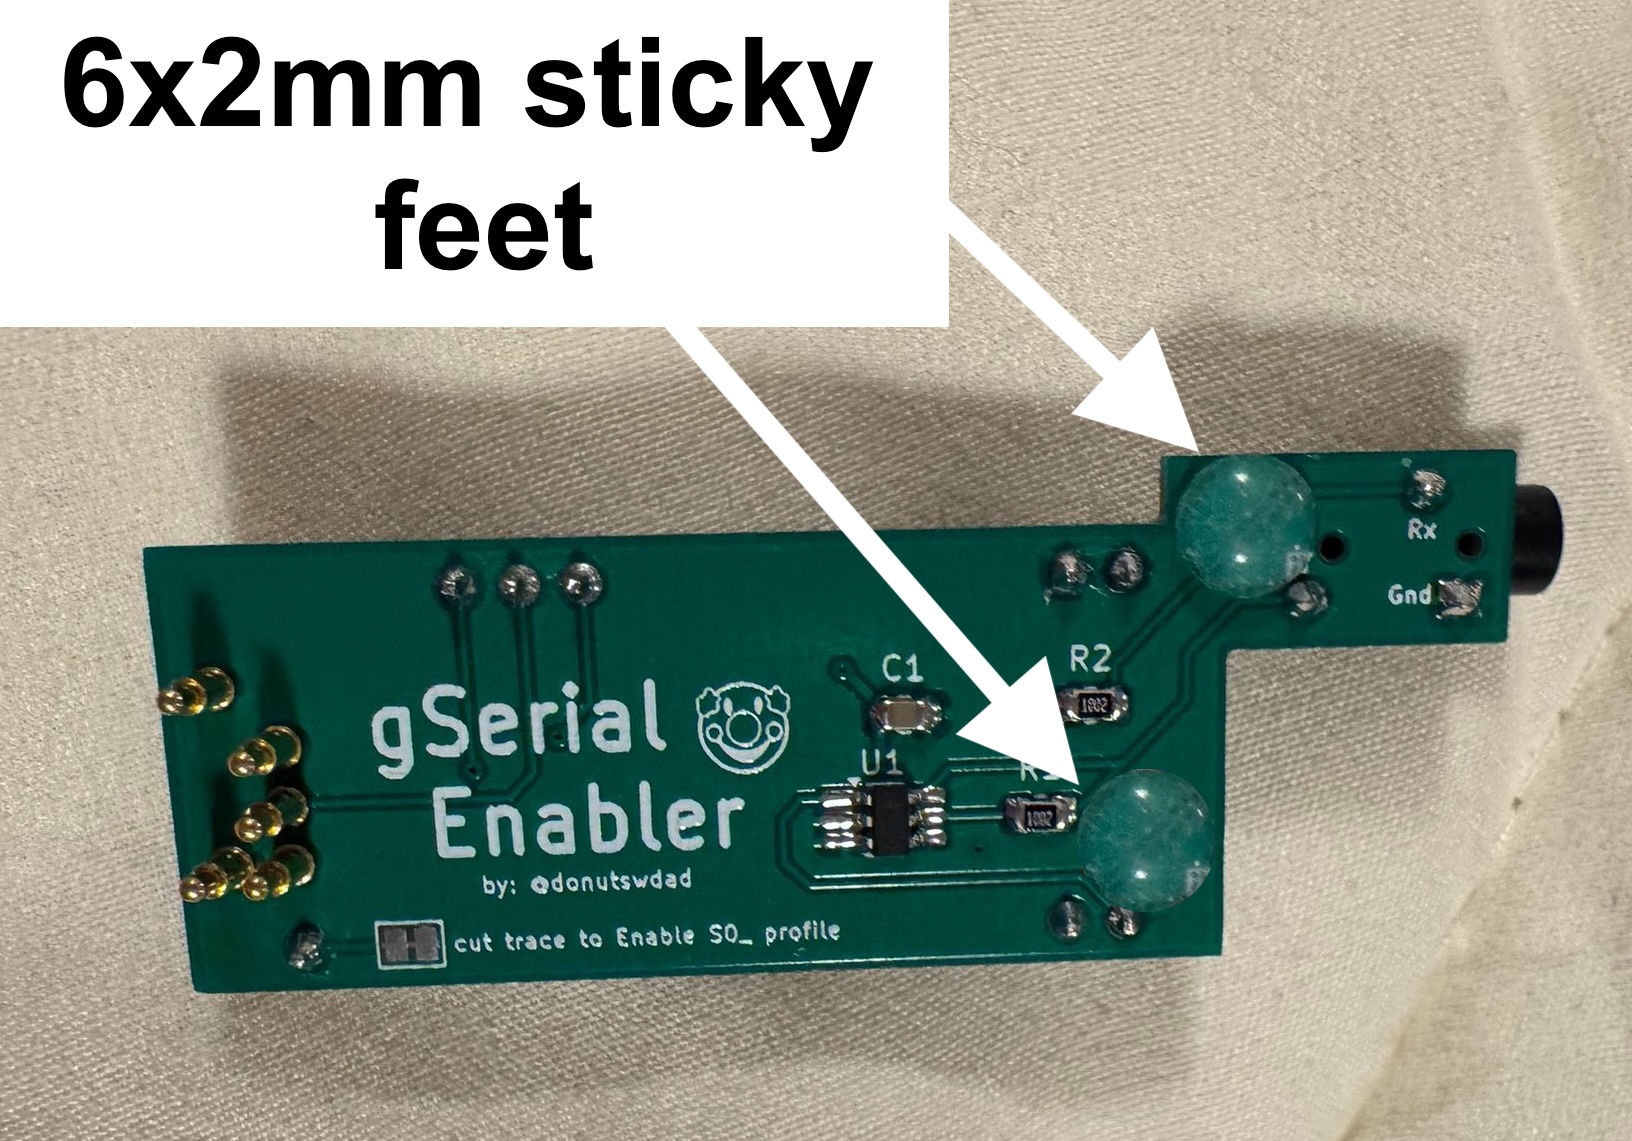 6x2mm sticky
feet
Rx
Gnd
R2
C1
U1
gSerial
Enabler
by: @donutswdad
cut trace to Enable SO_ profile
1002
1002